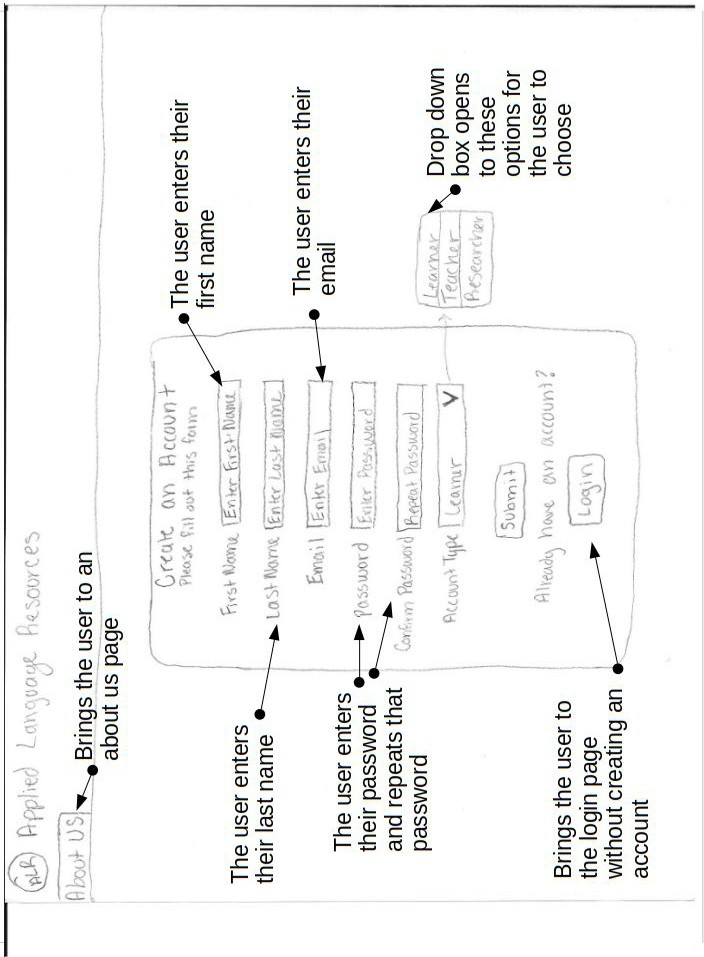 ALR Applied Language Resources
About US
Brings the user to an
about us page
Create an Account
Please fill out this form
First Name Enter First Name
The user enters their
first name
Last Name Enter Last Name
The user enters
their last name
Email Enter Email
The user enters their
email
Password Enter Password
Confirm Password Repeat Password
The user enters
their password
and repeats that
password
Account Type Learner
Learner
Teacher
Researcher
Drop down
box opens
to these
options for
the user to
choose
Submit
Already have an account?
Login
Brings the user to
the login page
without creating an
account